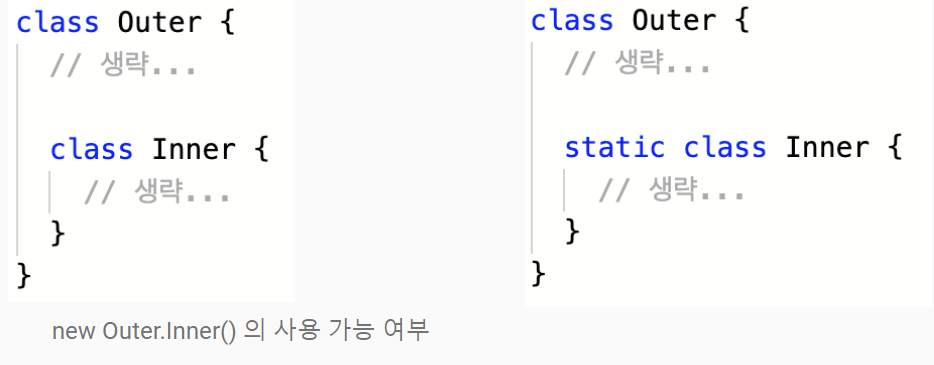 class Outer {
// 생략...
class Inner {
// 생략...
}
}
class Outer {
// 생략...
static class Inner {
// 생략...
}
}
new Outer.Inner() 의 사용 가능 여부